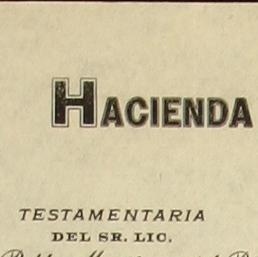 HACIENDA
TESTAMENTARIA
DEL SR. LIC.